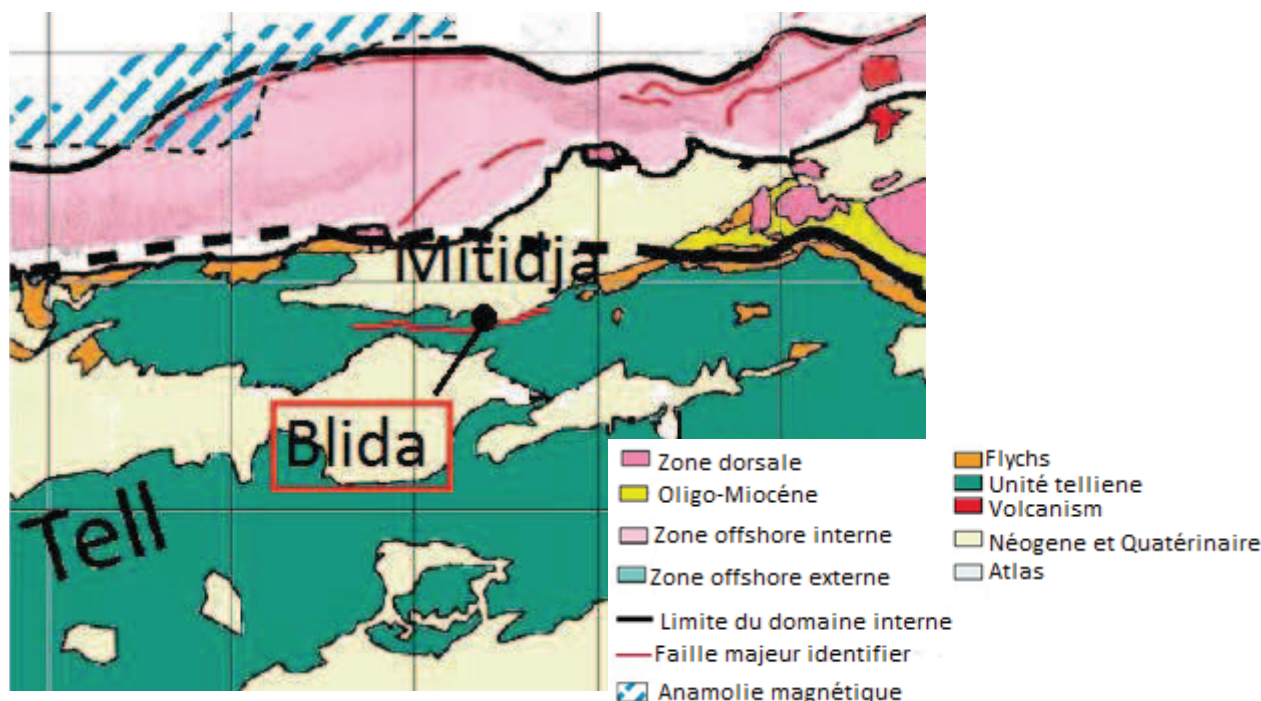 Mitidja
Blida
Tell
Zone dorsale
Oligo-Miocéne
Zone offshore interne
Zone offshore externe
Limite du domaine interne
Faille majeur identifier
Anamolie magnétique
Flychs
Unité telliene
Volcanism
Néogene et Quatérinaire
Atlas